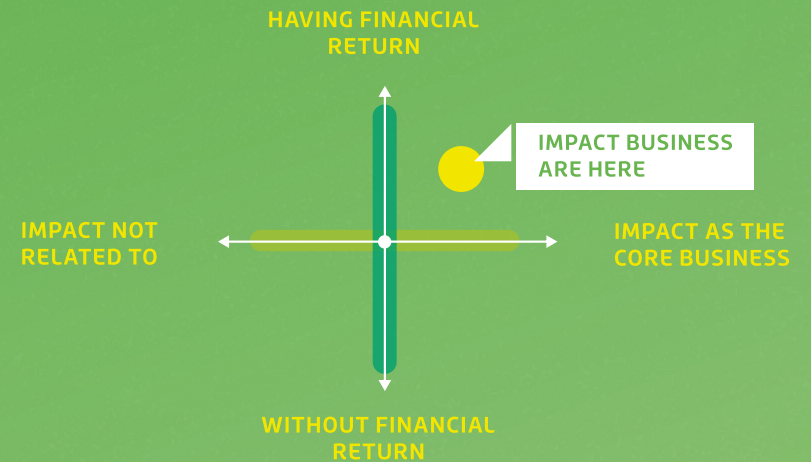 HAVING FINANCIAL
RETURN
IMPACT BUSINESS
ARE HERE
IMPACT NOT
RELATED TO
IMPACT AS THE
CORE BUSINESS
WITHOUT FINANCIAL
RETURN